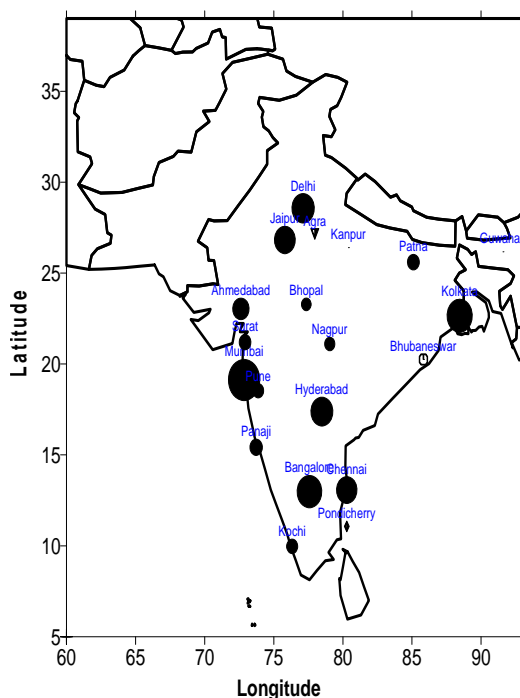 35
30
Delhi
Jaipur
Agra
Kanpur
Guwaha
Patna
25
Ahmedabad
Bhopal
Kolkata
Surat
Nagpur
Mumbai
Bhubaneswar
20
Pune
Hyderabad
Panaji
15
Bangalore
Chennai
Pondicherry
Kochi
10
5
60 65 70 75 80 85 90
Latitude
Longitude